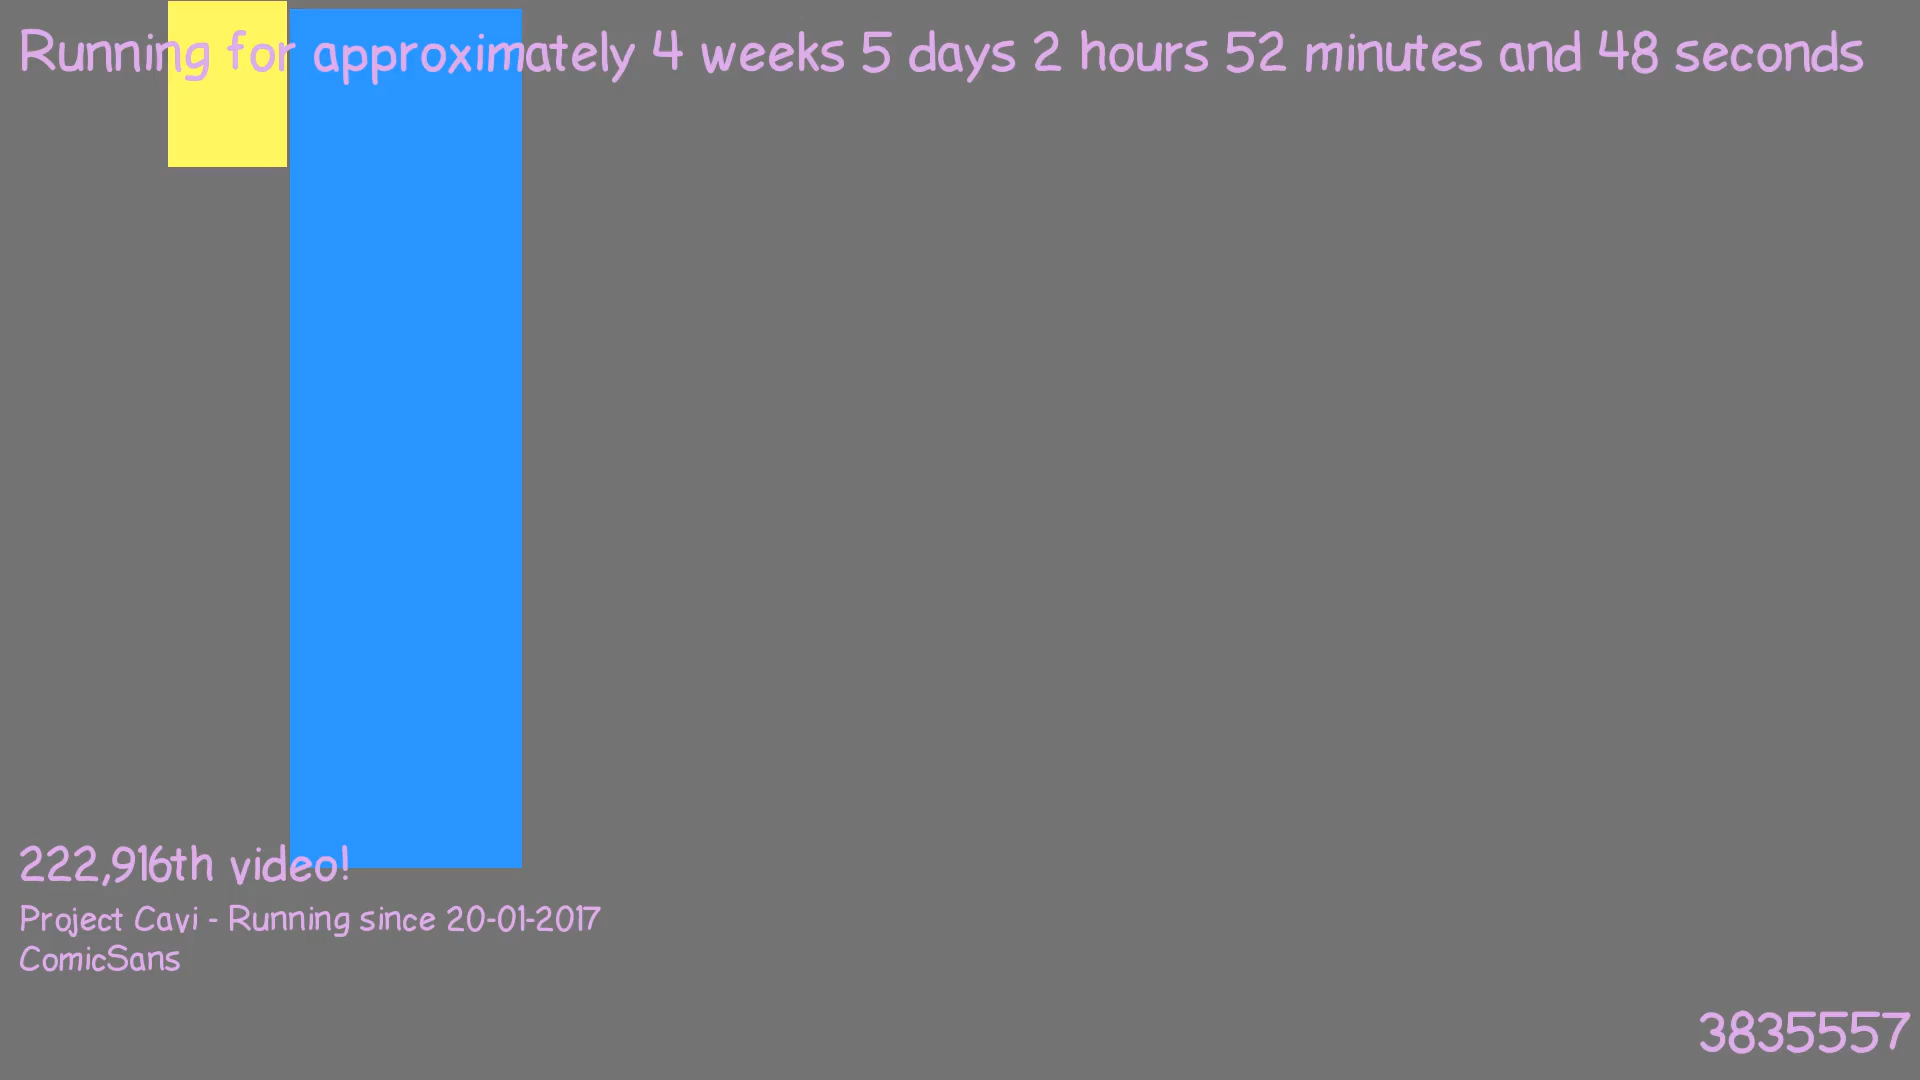 Running for approximately 4 weeks 5 days 2 hours 52 minutes and 48 seconds
222,916th video!
Project Cavi - Running since 20-01-2017
ComicSans
3835557